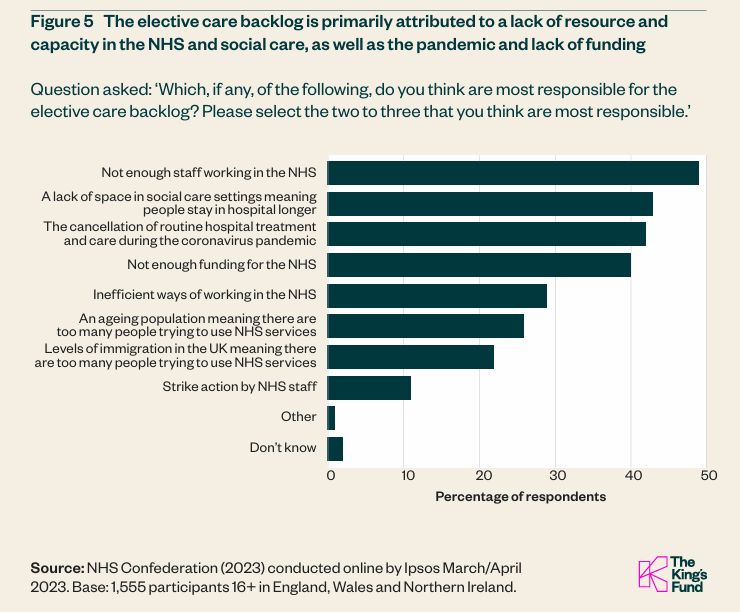 Figure 5 The elective care backlog is primarily attributed to a lack of resource and
capacity in the NHS and social care, as well as the pandemic and lack of funding
Question asked: ‘Which, if any, of the following, do you think are most responsible for the
elective care backlog? Please select the two to three that you think are most responsible.’
Not enough staff working in the NHS
A lack of space in social care settings meaning
people stay in hospital longer
The cancellation of routine hospital treatment
and care during the coronavirus pandemic
Not enough funding for the NHS
Inefficient ways of working in the NHS
An ageing population meaning there are
too many people trying to use NHS services
Levels of immigration in the UK meaning there
are too many people trying to use NHS services
Strike action by NHS staff
Other
Don’t know
0 10 20 30 40 50
Percentage of respondents
Source: NHS Confederation (2023) conducted online by Ipsos March/April
2023. Base: 1,555 participants 16+ in England, Wales and Northern Ireland.
The
King's
Fund